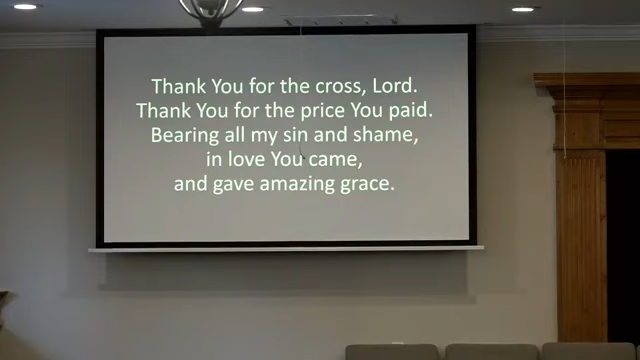 Thank You for the cross, Lord.
Thank You for the price You paid.
Bearing all my sin and shame,
in love You came,
and gave amazing grace.